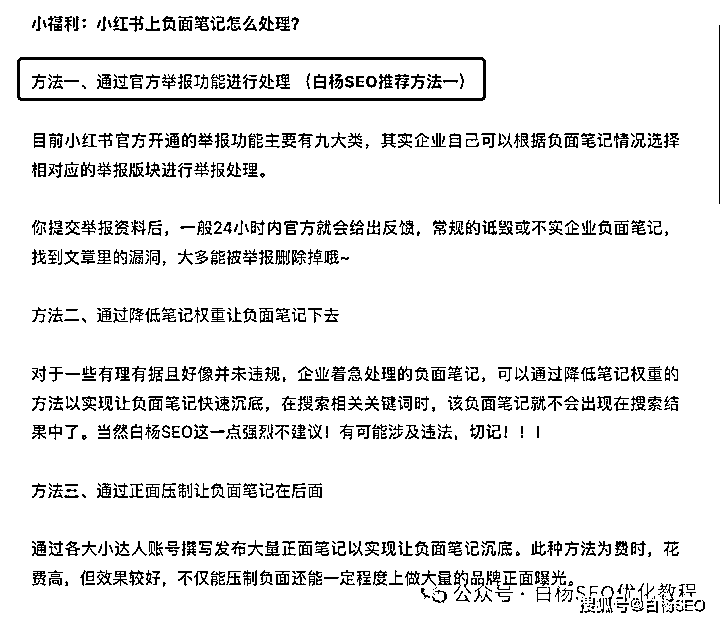 小福利：小红书上负面笔记怎么处理？
方法一、通过官方举报功能进行处理 （白杨SEO推荐方法一）
目前小红书官方开通的举报功能主要有九大类，其实企业自己可以根据负面笔记情况选择
相对应的举报版块进行举报处理。
你提交举报资料后，一般24小时内官方就会给出反馈，常规的诋毁或不实企业负面笔记，
找到文章里的漏洞，大多能被举报删除掉哦~
方法二、通过降低笔记权重让负面笔记下去
对于一些有理有据且好像并未违规，企业着急处理的负面笔记，可以通过降低笔记权重的
方法以实现让负面笔记快速沉底，在搜索相关关键词时，该负面笔记就不会出现在搜索结
果中了。当然白杨SEO这一点强烈不建议！有可能涉及违法，切记！！！
方法三、通过正面压制让负面笔记在后面
通过各大小达人账号撰写发布大量正面笔记以实现让负面笔记沉底。此种方法为费时，花
费高，但效果较好，不仅能压制负面还能一定程度上做大量的品牌正面曝光。
公众号·白杨SEO优化教程
搜狐号@白杨SEO